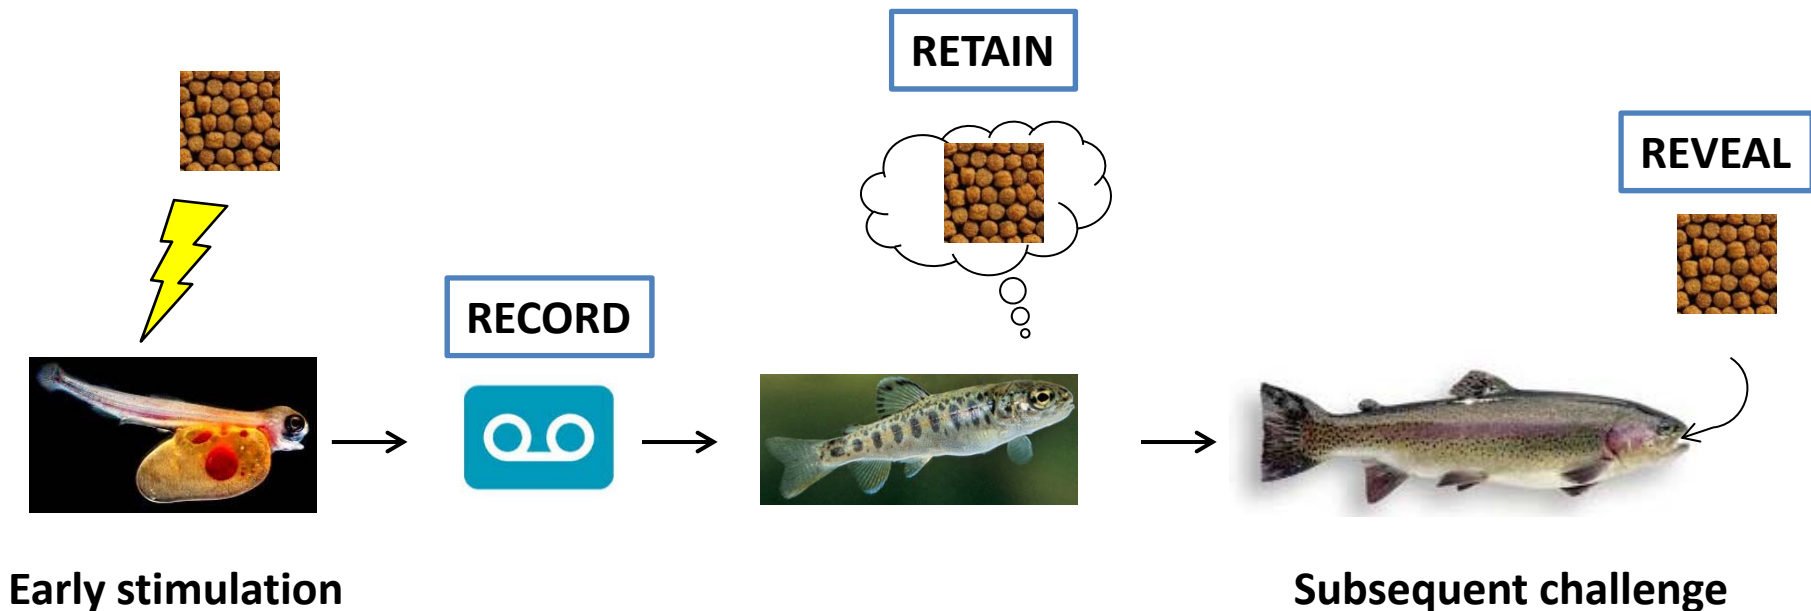 RETAIN
REVEAL
RECORD
Early stimulation
Subsequent challenge